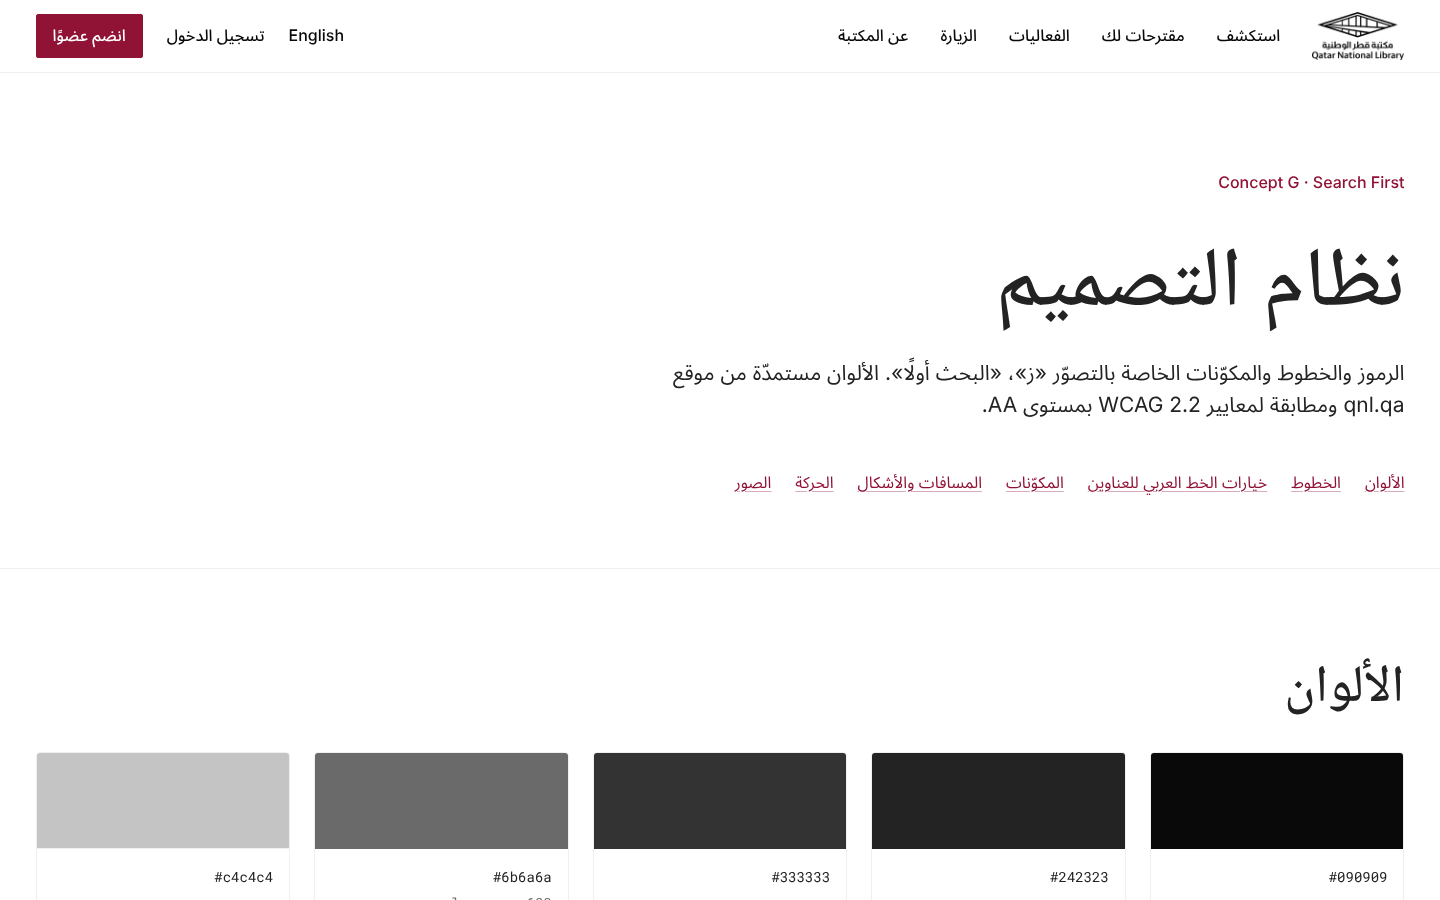 مكتبة قطر الوطنية
Qatar National Library
استكشف
مقترحات لك
الفعاليات
الزيارة
عن المكتبة
English
تسجيل الدخول
انضم عضوًا
Concept G · Search First
نظام التصميم
الرموز والخطوط والمكوّنات الخاصة بالتصوّر «ز»، «البحث أولًا». الألوان مستمدّة من موقع
qnl.qa ومطابقة لمعايير WCAG 2.2 بمستوى AA.
الألوان
الخطوط
خيارات الخط العربي للعناوين
المكوّنات
المسافات والأشكال
الحركة
الصور
الألوان
#090909
#242323
#333333
#6b6a6a
#c4c4c4